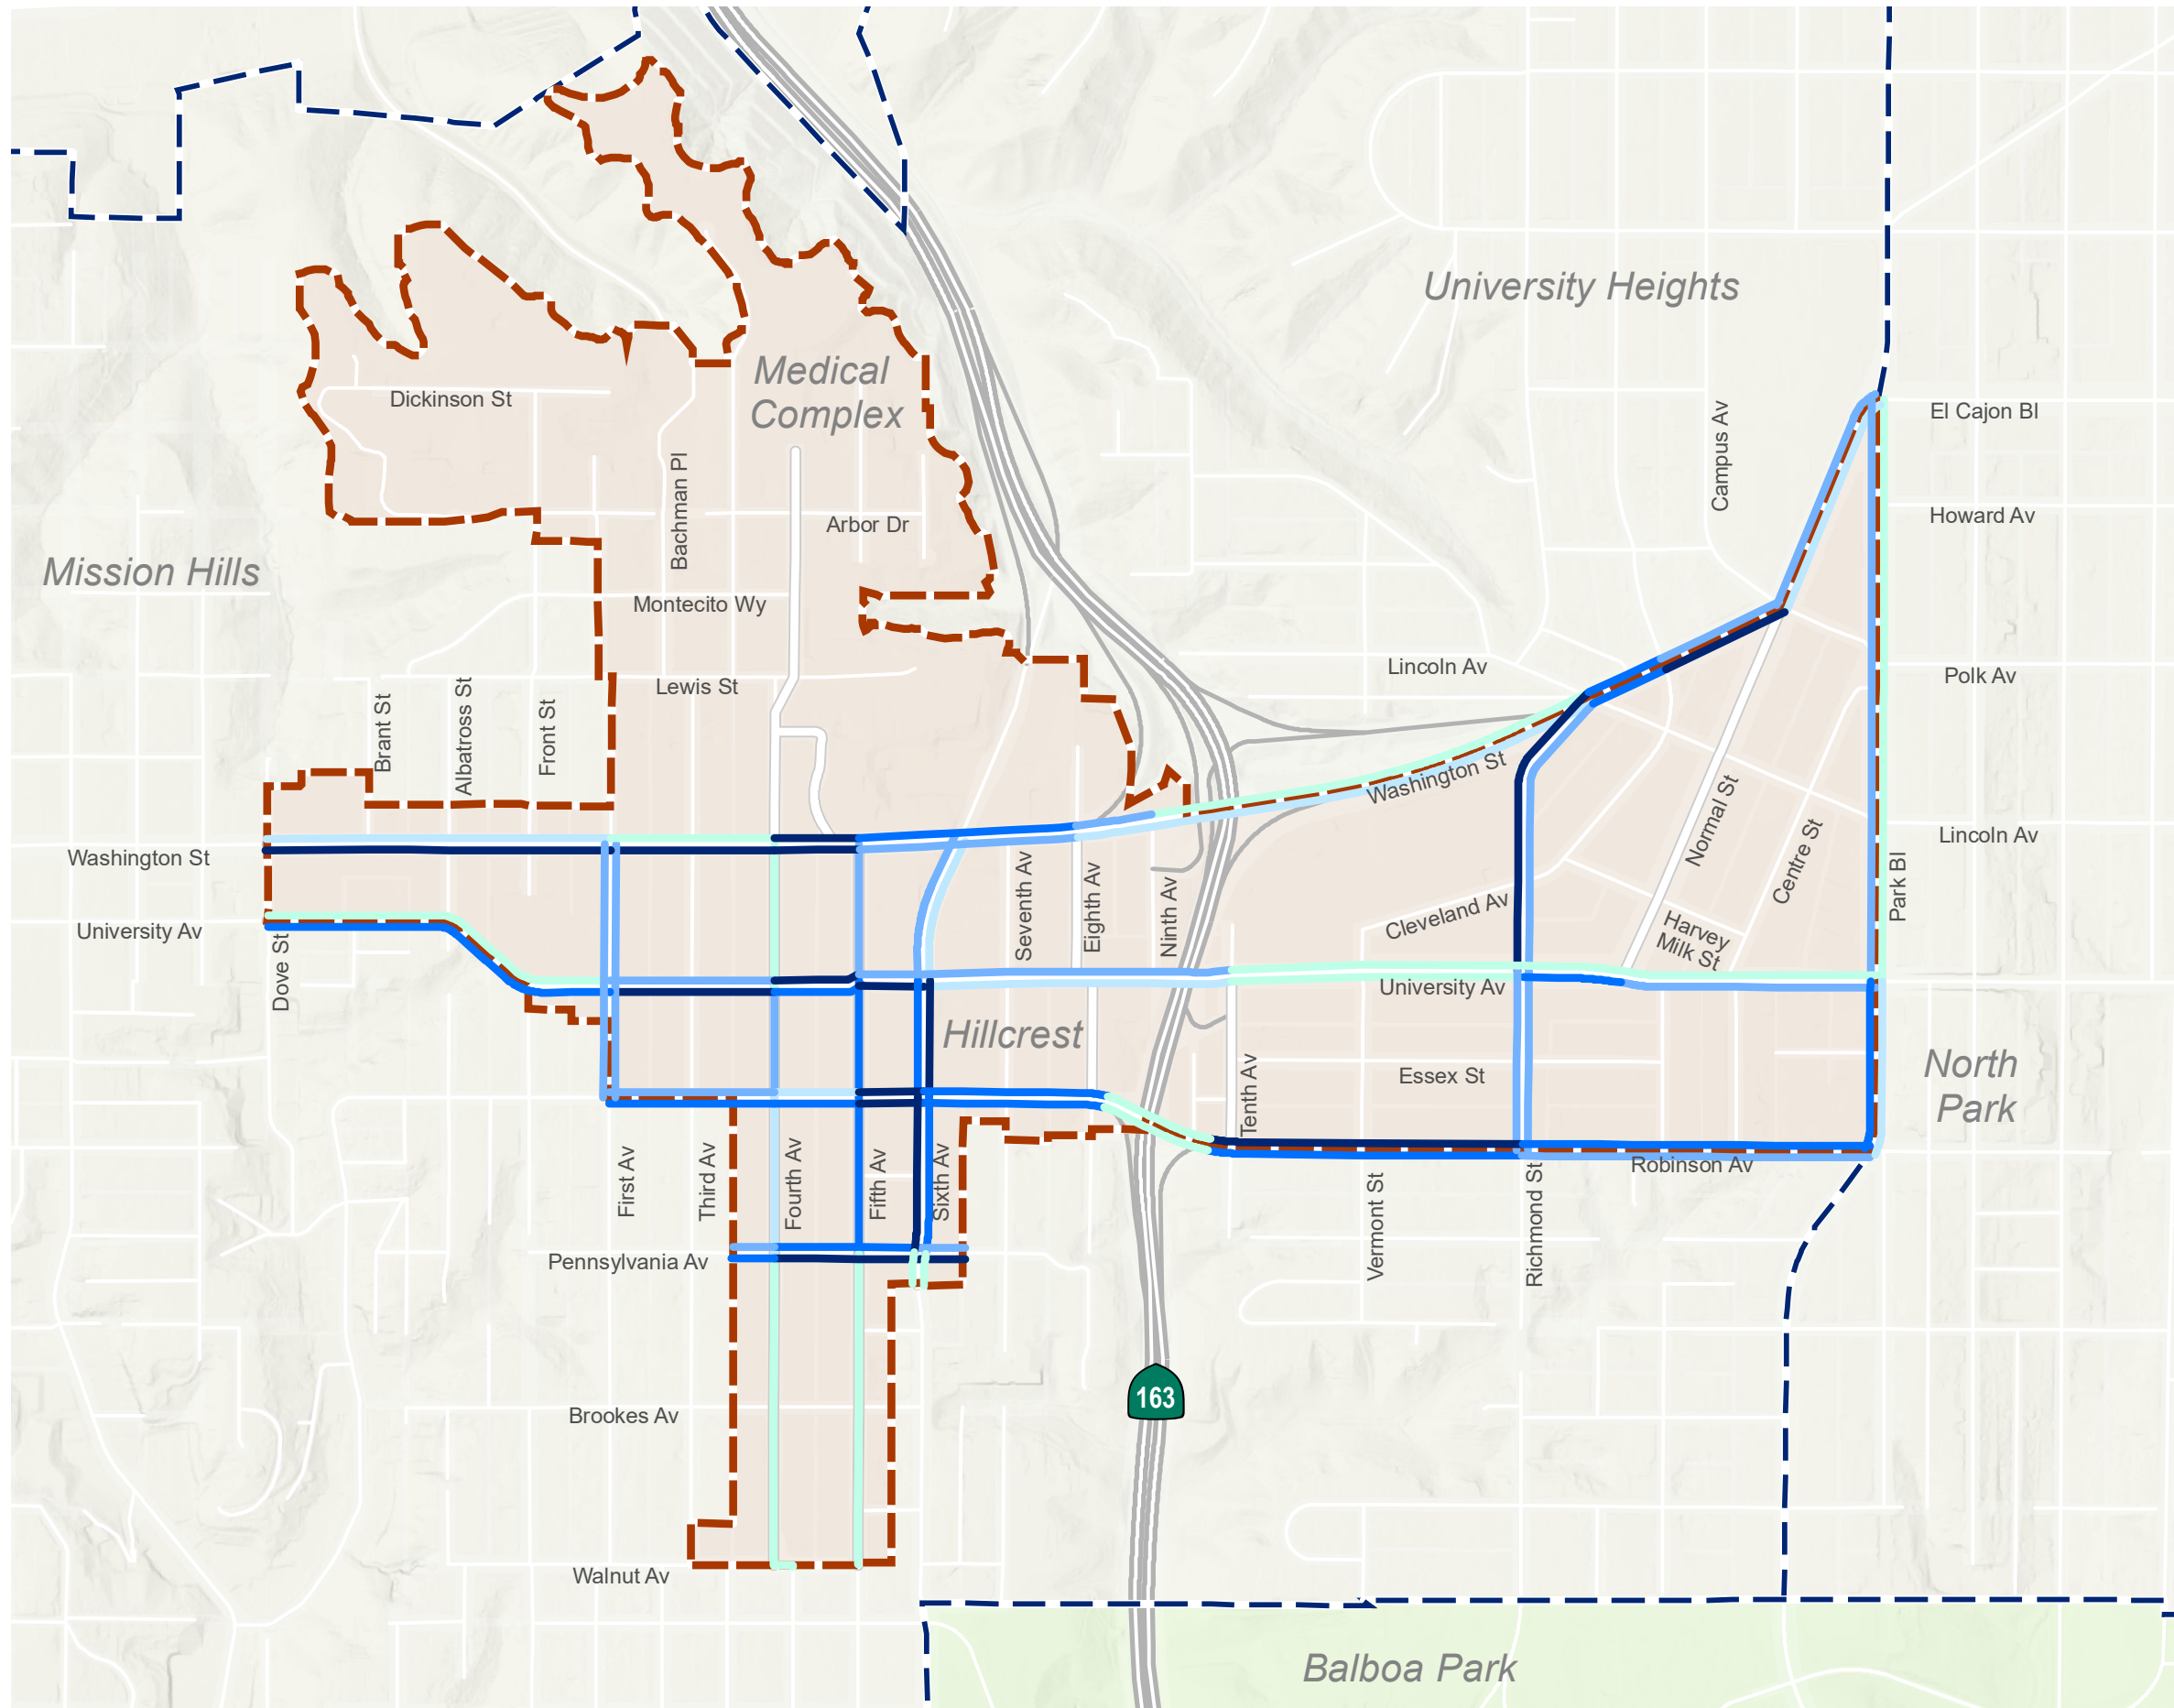 University Heights
Medical
Complex
Dickinson St
El Cajon Bl
Campus Av
Bachman Pl
Howard Av
Arbor Dr
Mission Hills
Montecito Wy
Lincoln Av
Polk Av
Lewis St
Brant St
Albatross St
Front St
Washington St
Normal St
Centre St
Lincoln Av
Washington St
Park Bl
Seventh Av
Eighth Av
Ninth Av
Cleveland Av
Harvey
Milk St
University Av
Dove St
University Av
Hillcrest
Essex St
Tenth Av
North
Park
First Av
Third Av
Fourth Av
Fifth Av
Sixth Av
Robinson Av
Vermont St
Richmond St
Pennsylvania Av
163
Brookes Av
Walnut Av
Balboa Park